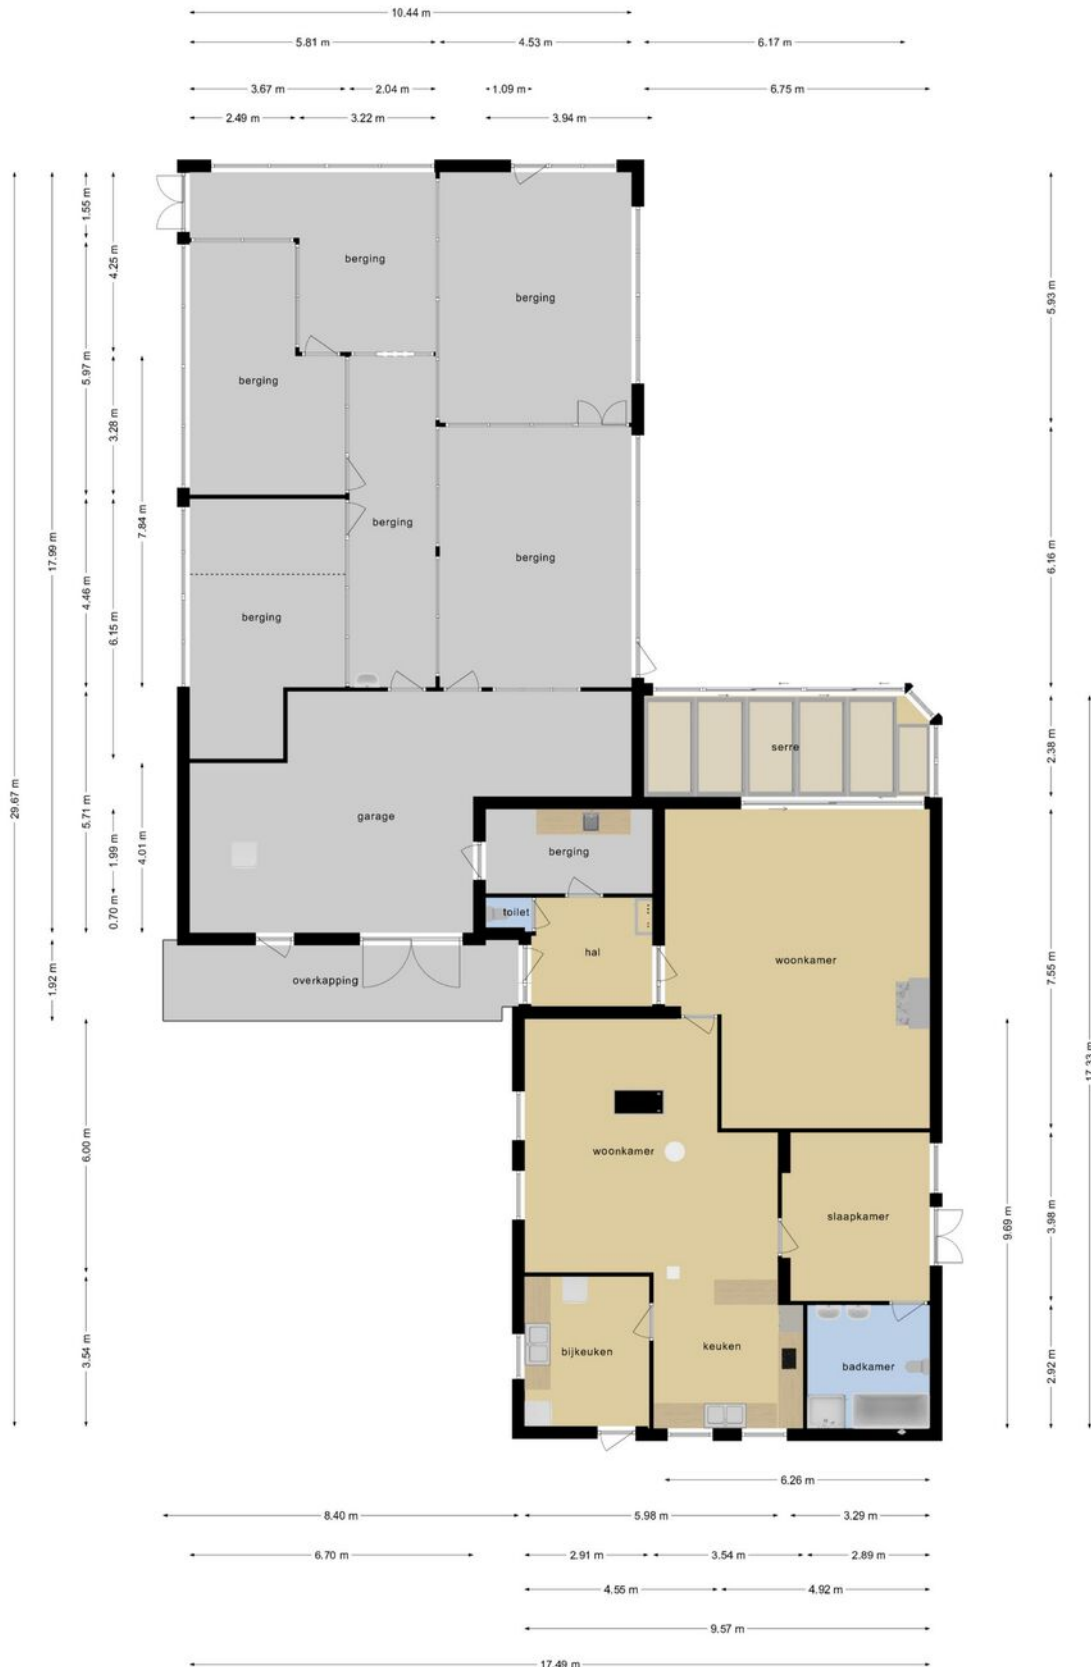 10.44 m
5.81 m
4.53 m
6.17 m
3.67 m
2.04 m
1.09 m
6.75 m
2.49 m
3.22 m
3.94 m
29.67 m
17.99 m
1.92 m
1.55 m
5.97 m
4.46 m
5.71 m
6.00 m
3.54 m
4.25 m
3.28 m
6.15 m
1.99 m
0.70 m
7.84 m
4.01 m
berging
berging
berging
berging
berging
berging
serre
garage
berging
toilet
hal
woonkamer
overkapping
woonkamer
slaapkamer
bijkeuken
keuken
badkamer
9.69 m
5.93 m
6.16 m
2.38 m
7.55 m
3.98 m
2.92 m
17.33 m
6.26 m
8.40 m
5.98 m
3.29 m
6.70 m
2.91 m
3.54 m
2.89 m
4.55 m
4.92 m
9.57 m
17.49 m